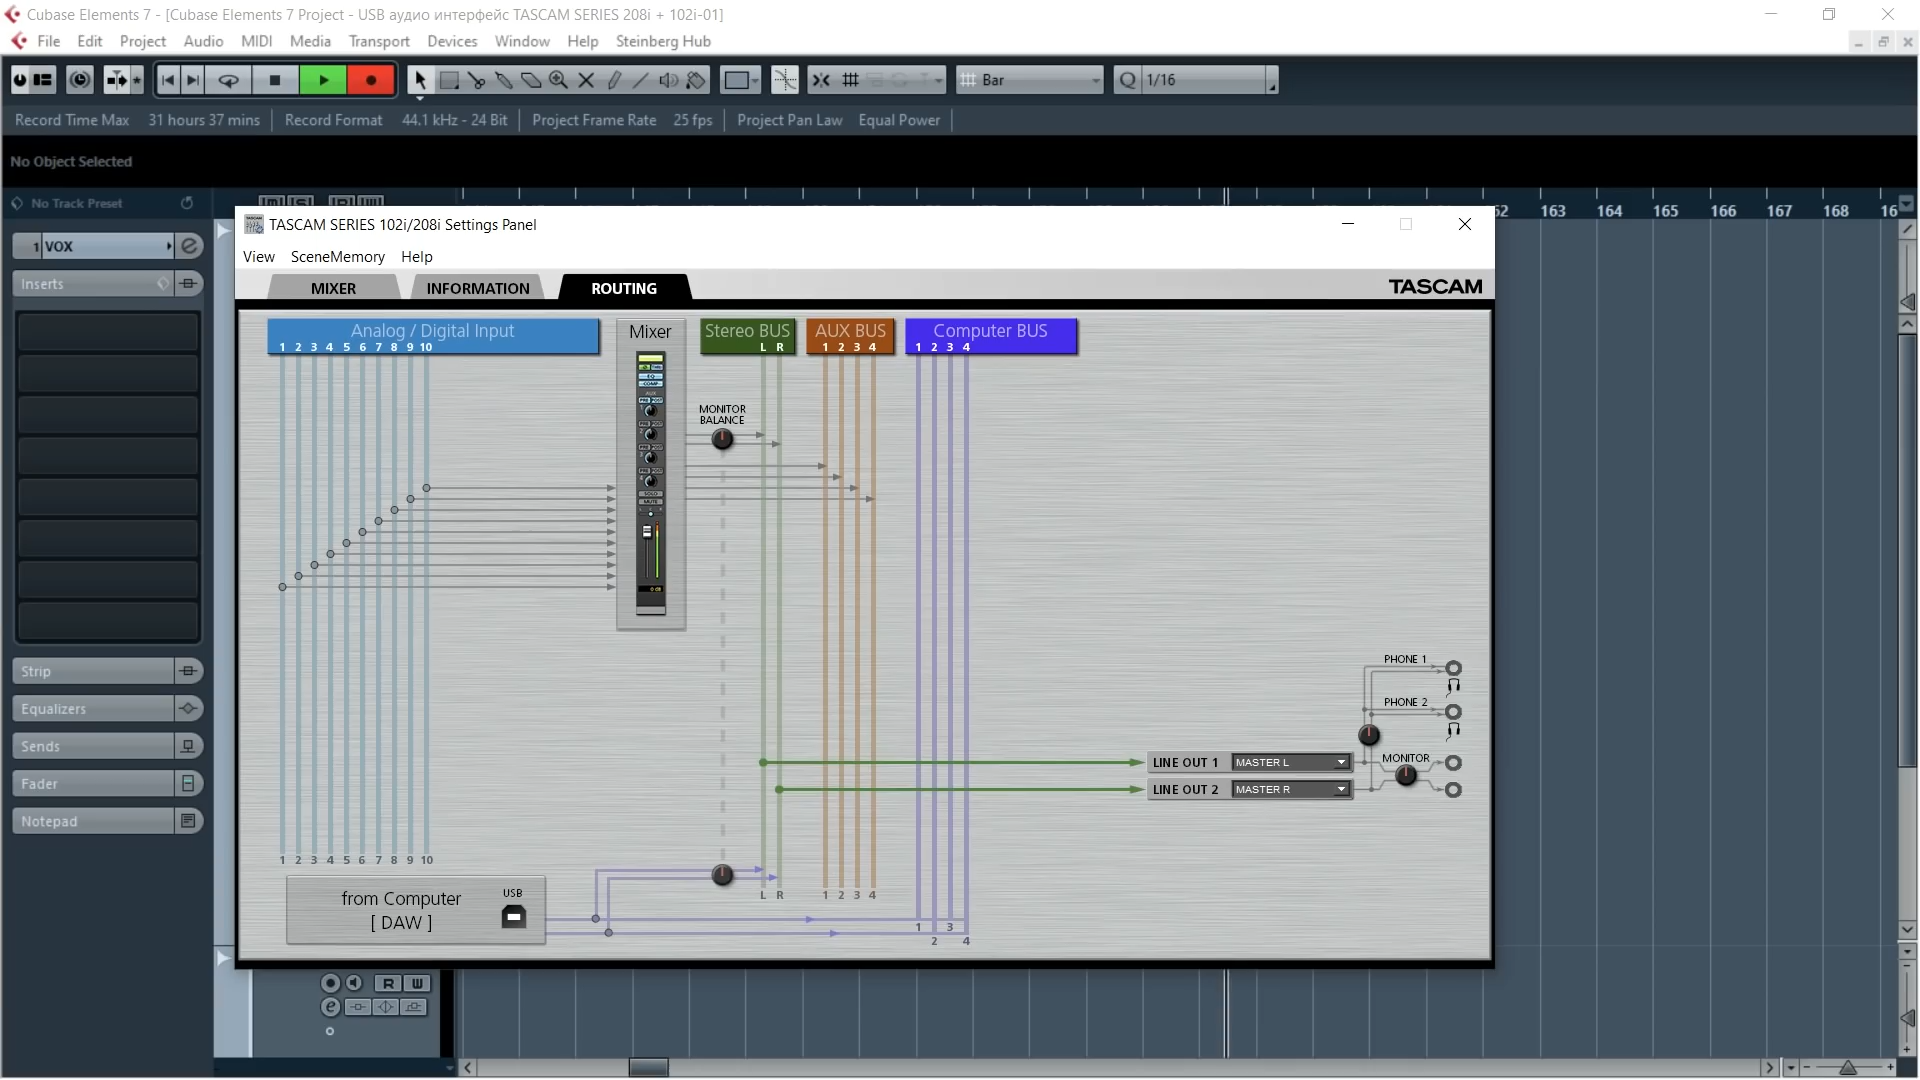 Cubase Elements 7 - [Cubase Elements 7 Project - USB аудио интерфейс TASCAM SERIES 208i + 102i-01]
File Edit Project Audio MIDI Media Transport Devices Window Help Steinberg Hub
Bar Q 1/16
Record Time Max 31 hours 37 mins Record Format 44.1 kHz - 24 Bit Project Frame Rate 25 fps Project Pan Law Equal Power
No Object Selected
No Track Preset
163 164 165 166 167 168
1 VOX
Inserts
Strip
Equalizers
Sends
Fader
Notepad
TASCAM SERIES 102i/208i Settings Panel
View SceneMemory Help
MIXER INFORMATION ROUTING TASCAM
Analog / Digital Input Mixer Stereo BUS AUX BUS Computer BUS
1 2 3 4 5 6 7 8 9 10 L R 1 2 3 4 1 2 3 4
MONITOR
BALANCE
PHONE 1
PHONE 2
MONITOR
LINE OUT 1 MASTER L
LINE OUT 2 MASTER R
1 2 3 4 5 6 7 8 9 10
L R 1 2 3 4
from Computer USB
[ DAW ]
1 3
2 4
R W
e